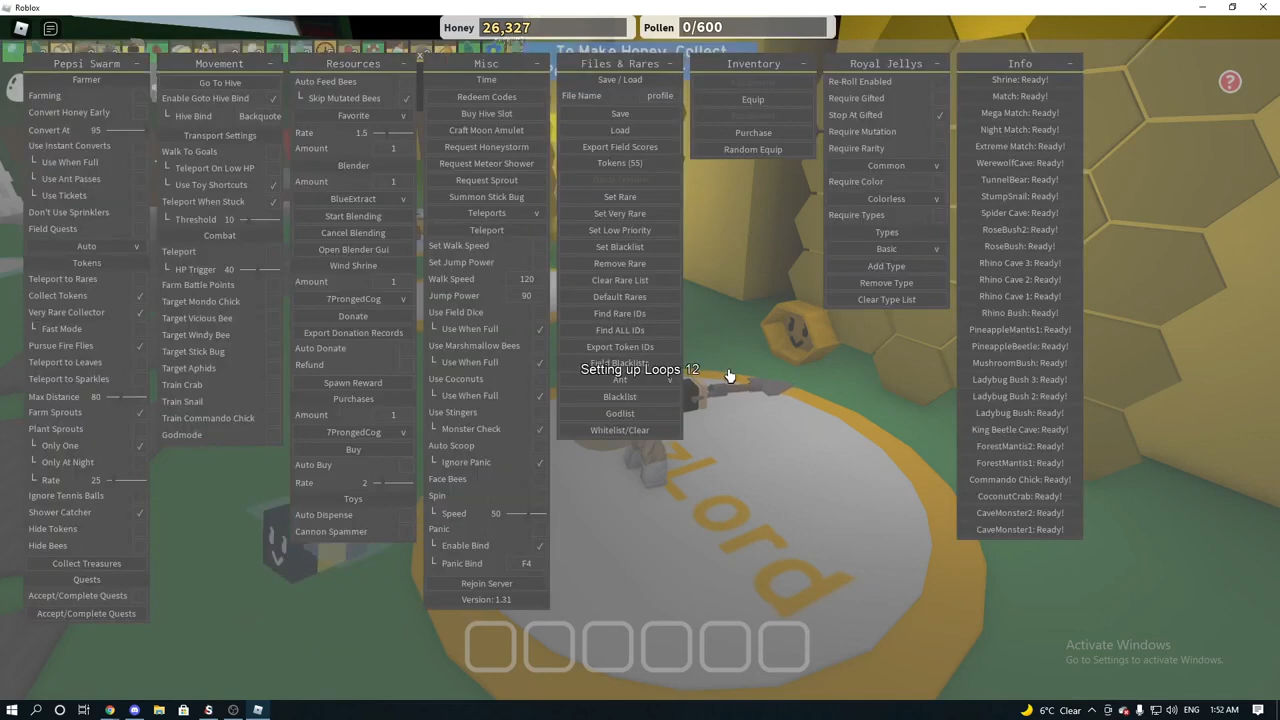 Roblox
Honey 26,327
Pollen 0/600
To Make Honey, Collect
Pepsi Swarm
Farmer
Farming
Convert Honey Early
Convert At 95
Use Instant Converts
Use When Full
Use Ant Passes
Use Tickets
Don't Use Sprinklers
Field Quests
Auto v
Tokens
Teleport to Rares
Collect Tokens
Very Rare Collector
Fast Mode
Pursue Fire Flies
Teleport to Leaves
Teleport to Sparkles
Max Distance 80
Farm Sprouts
Plant Sprouts
Only One
Only At Night
Rate 25
Ignore Tennis Balls
Shower Catcher
Hide Tokens
Hide Bees
Collect Treasures
Quests
Accept/Complete Quests
Accept/Complete Quests
Movement
Go To Hive
Enable Goto Hive Bind
Hive Bind Backquote
Transport Settings
Walk To Goals
Teleport On Low HP
Use Toy Shortcuts
Teleport When Stuck
Threshold 10
Combat
Teleport
HP Trigger 40
Farm Battle Points
Target Mondo Chick
Target Vicious Bee
Target Windy Bee
Target Stick Bug
Target Aphids
Train Crab
Train Snail
Train Commando Chick
Godmode
Resources
Auto Feed Bees
Skip Mutated Bees
Favorite v
Rate 1.5
Amount 1
Blender
Amount 1
BlueExtract v
Start Blending
Cancel Blending
Open Blender Gui
Wind Shrine
Amount 1
7ProngedCog v
Donate
Export Donation Records
Auto Donate
Refund
Spawn Reward
Purchases
Amount 1
7ProngedCog v
Buy
Auto Buy
Rate 2
Toys
Auto Dispense
Cannon Spammer
Misc
Time
Redeem Codes
Buy Hive Slot
Craft Moon Amulet
Request Honeystorm
Request Meteor Shower
Request Sprout
Summon Stick Bug
Teleports v
Teleport
Set Walk Speed
Set Jump Power
Walk Speed 120
Jump Power 90
Use Field Dice
Use When Full
Use Marshmallow Bees
Use When Full
Use Coconuts
Use When Full
Use Stingers
Monster Check
Auto Scoop
Ignore Panic
Face Bees
Spin
Speed 50
Panic
Enable Bind
Panic Bind F4
Rejoin Server
Version: 1.31
Files & Rares
Save / Load
File Name profile
Save
Load
Export Field Scores
Tokens (55)
Set Rare
Set Very Rare
Set Low Priority
Set Blacklist
Remove Rare
Clear Rare List
Default Rares
Find Rare IDs
Find ALL IDs
Export Token IDs
Field Blacklists
Setting up Loops 12
Ant v
Blacklist
Godlist
Whitelist/Clear
Inventory
Equip
Purchase
Random Equip
Royal Jellys
Re-Roll Enabled
Require Gifted
Stop At Gifted
Require Mutation
Require Rarity
Common v
Require Color
Colorless v
Require Types
Types
Basic v
Add Type
Remove Type
Clear Type List
Info
Shrine: Ready!
Match: Ready!
Mega Match: Ready!
Night Match: Ready!
Extreme Match: Ready!
WerewolfCave: Ready!
TunnelBear: Ready!
StumpSnail: Ready!
Spider Cave: Ready!
RoseBush2: Ready!
RoseBush: Ready!
Rhino Cave 3: Ready!
Rhino Cave 2: Ready!
Rhino Cave 1: Ready!
Rhino Bush: Ready!
PineappleMantis1: Ready!
PineappleBeetle: Ready!
MushroomBush: Ready!
Ladybug Bush 3: Ready!
Ladybug Bush 2: Ready!
Ladybug Bush: Ready!
King Beetle Cave: Ready!
ForestMantis2: Ready!
ForestMantis1: Ready!
Commando Chick: Ready!
CoconutCrab: Ready!
CaveMonster2: Ready!
CaveMonster1: Ready!
zLord
Activate Windows
Go to Settings to activate Windows.
6°C Clear
ENG
1:52 AM